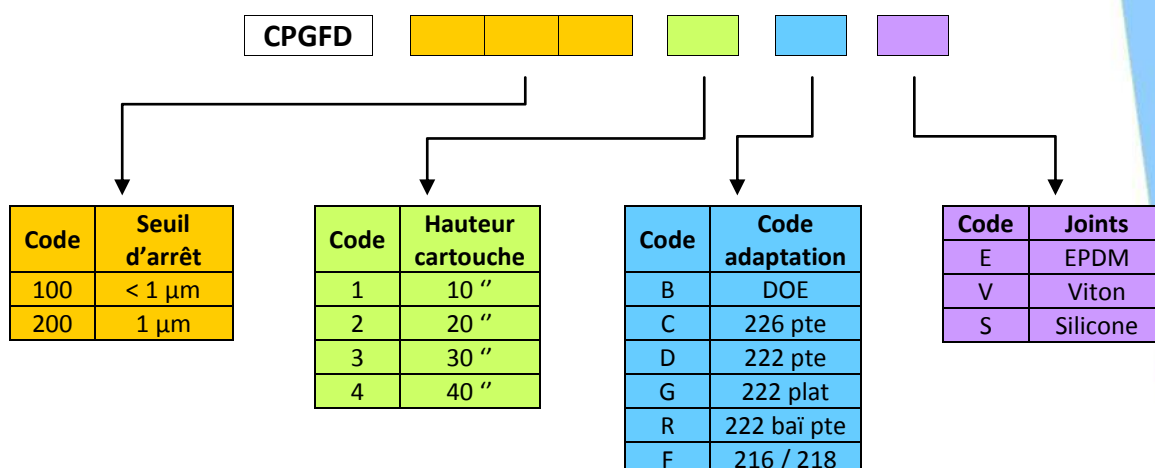 CPGFD
Code Seuil d’arrêt
100 < 1 µm
200 1 µm
Code Hauteur cartouche
1 10 ‘’
2 20 ‘’
3 30 ‘’
4 40 ‘’
Code Code adaptation
B DOE
C 226 pte
D 222 pte
G 222 plat
R 222 baï pte
F 216 / 218
Code Joints
E EPDM
V Viton
S Silicone